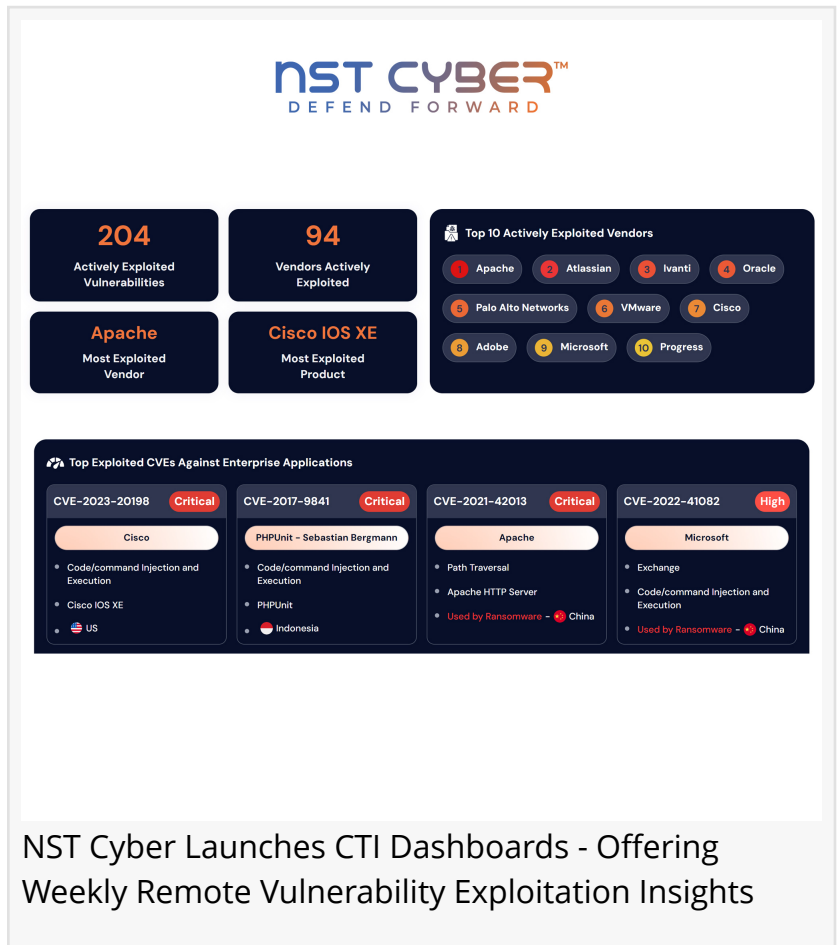 NST CYBER™
DEFEND FORWARD
204
Actively Exploited
Vulnerabilities
94
Vendors Actively
Exploited
Apache
Most Exploited
Vendor
Cisco IOS XE
Most Exploited
Product
Top 10 Actively Exploited Vendors
1 Apache
2 Atlassian
3 Ivanti
4 Oracle
5 Palo Alto Networks
6 VMware
7 Cisco
8 Adobe
9 Microsoft
10 Progress
Top Exploited CVEs Against Enterprise Applications
CVE-2023-20198 Critical
Cisco
Code/command Injection and
Execution
Cisco IOS XE
US
CVE-2017-9841 Critical
PHPUnit - Sebastian Bergmann
Code/command Injection and
Execution
PHPUnit
Indonesia
CVE-2021-42013 Critical
Apache
Path Traversal
Apache HTTP Server
Used by Ransomware - China
CVE-2022-41082 High
Microsoft
Exchange
Code/command Injection and
Execution
Used by Ransomware - China
NST Cyber Launches CTI Dashboards - Offering
Weekly Remote Vulnerability Exploitation Insights